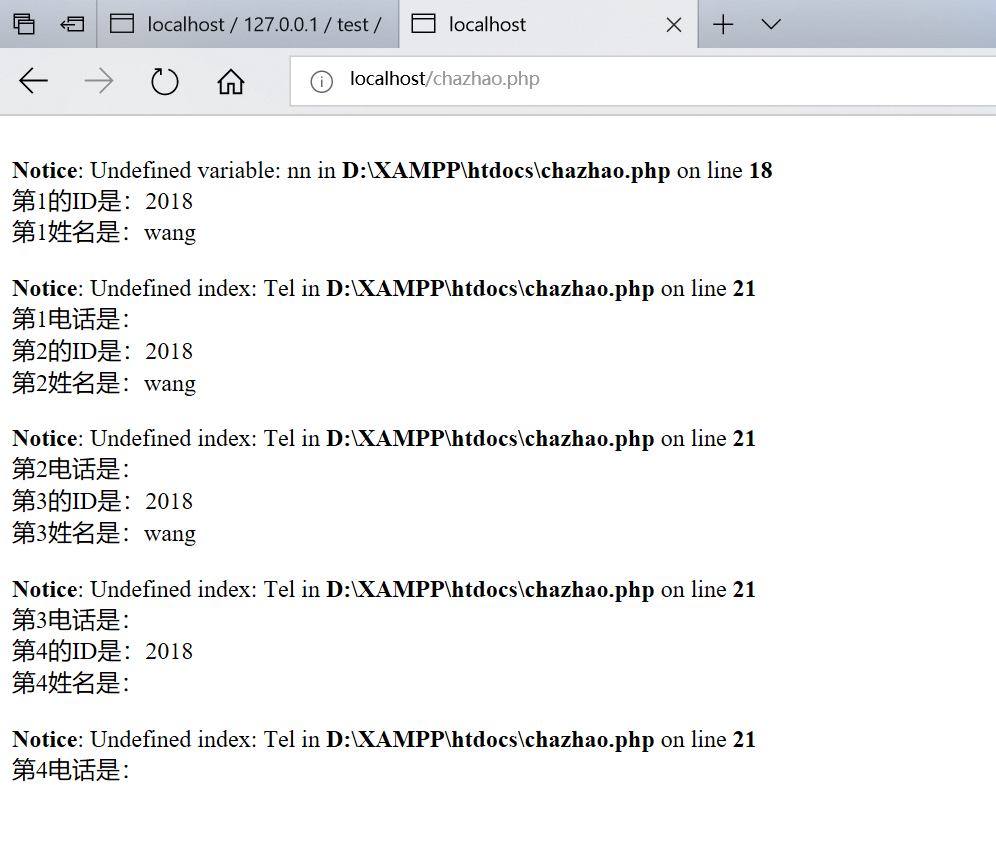 localhost / 127.0.0.1 / test /
localhost
localhost/chazhao.php
Notice: Undefined variable: nn in D:\XAMPP\htdocs\chazhao.php on line 18
第1的ID是：2018
第1姓名是：wang
Notice: Undefined index: Tel in D:\XAMPP\htdocs\chazhao.php on line 21
第1电话是：
第2的ID是：2018
第2姓名是：wang
Notice: Undefined index: Tel in D:\XAMPP\htdocs\chazhao.php on line 21
第2电话是：
第3的ID是：2018
第3姓名是：wang
Notice: Undefined index: Tel in D:\XAMPP\htdocs\chazhao.php on line 21
第3电话是：
第4的ID是：2018
第4姓名是：
Notice: Undefined index: Tel in D:\XAMPP\htdocs\chazhao.php on line 21
第4电话是：